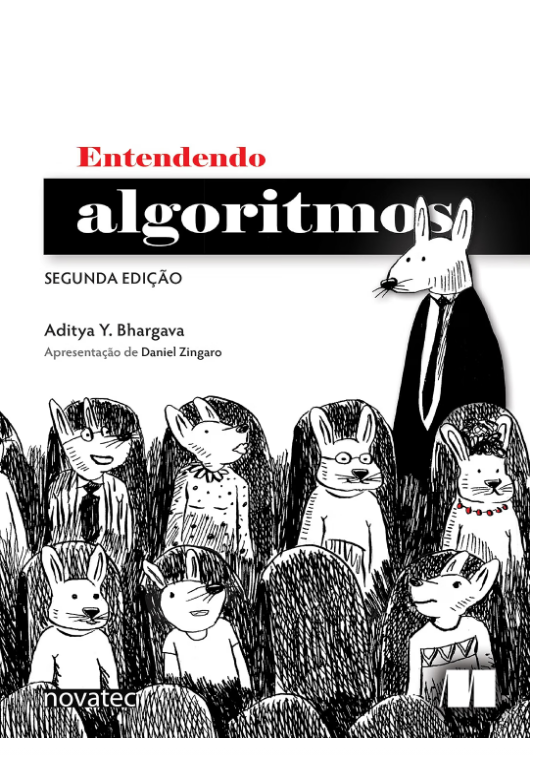 Entendendo
algoritmos
SEGUNDA EDIÇÃO
Aditya Y. Bhargava
Apresentação de Daniel Zingaro
novatec